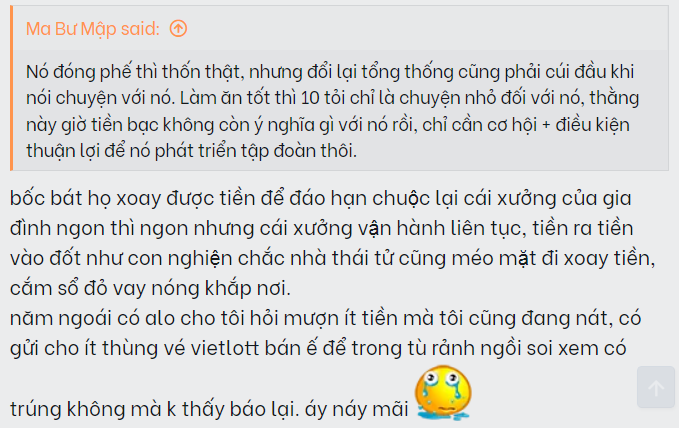 Ma Bư Mập said:
Nó đóng phế thì thốn thật, nhưng đổi lại tổng thống cũng phải cúi đầu khi
nói chuyện với nó. Làm ăn tốt thì 10 tỏi chỉ là chuyện nhỏ đối với nó, thằng
này giờ tiền bạc không còn ý nghĩa gì với nó rồi, chỉ cần cơ hội + điều kiện
thuận lợi để nó phát triển tập đoàn thôi.
bốc bát họ xoay được tiền để đáo hạn chuộc lại cái xưởng của gia
đình ngon thì ngon nhưng cái xưởng vận hành liên tục, tiền ra tiền
vào đốt như con nghiện chắc nhà thái tử cũng méo mặt đi xoay tiền,
cắm sổ đỏ vay nóng khắp nơi.
năm ngoái có alo cho tôi hỏi mượn ít tiền mà tôi cũng đang nát, có
gửi cho ít thùng vé vietlott bán ế để trong tù rảnh ngồi soi xem có
trúng không mà k thấy báo lại. áy náy mãi